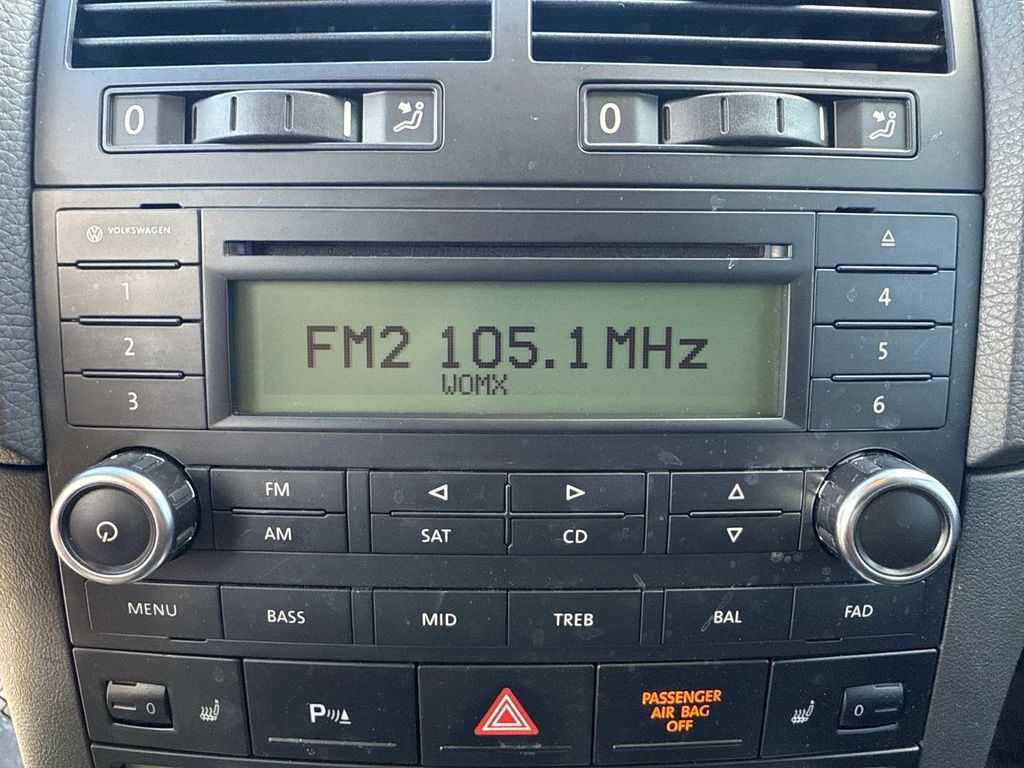 0
0
VOLKSWAGEN
1
4
2
5
3
6
FM2 105.1 MHz
WOMX
FM
AM
SAT
CD
MENU
BASS
MID
TREB
BAL
FAD
0
P
PASSENGER
AIR BAG
OFF
0